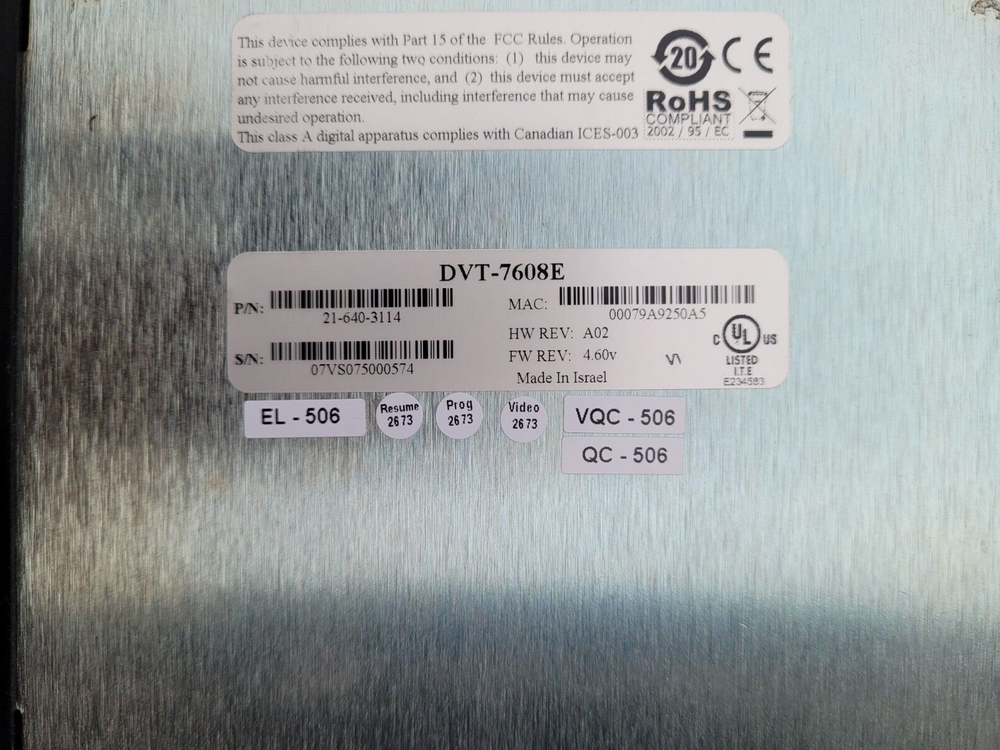 This device complies with Part 15 of the FCC Rules. Operation
is subject to the following two conditions: (1) this device may
not cause harmful interference, and (2) this device must accept
any interference received, including interference that may cause
undesired operation.
This class A digital apparatus complies with Canadian ICES-003
20
CE
RoHS
COMPLIANT
2002 / 95 / EC
DVT-7608E
P/N:
21-640-3114
S/N:
07VS075000574
MAC:
00079A9250A5
HW REV: A02
FW REV: 4.60v
Made In Israel
C UL US
LISTED
I.T.E
E234583
EL - 506
Resume
2673
Prog
2673
Video
2673
VQC - 506
QC - 506